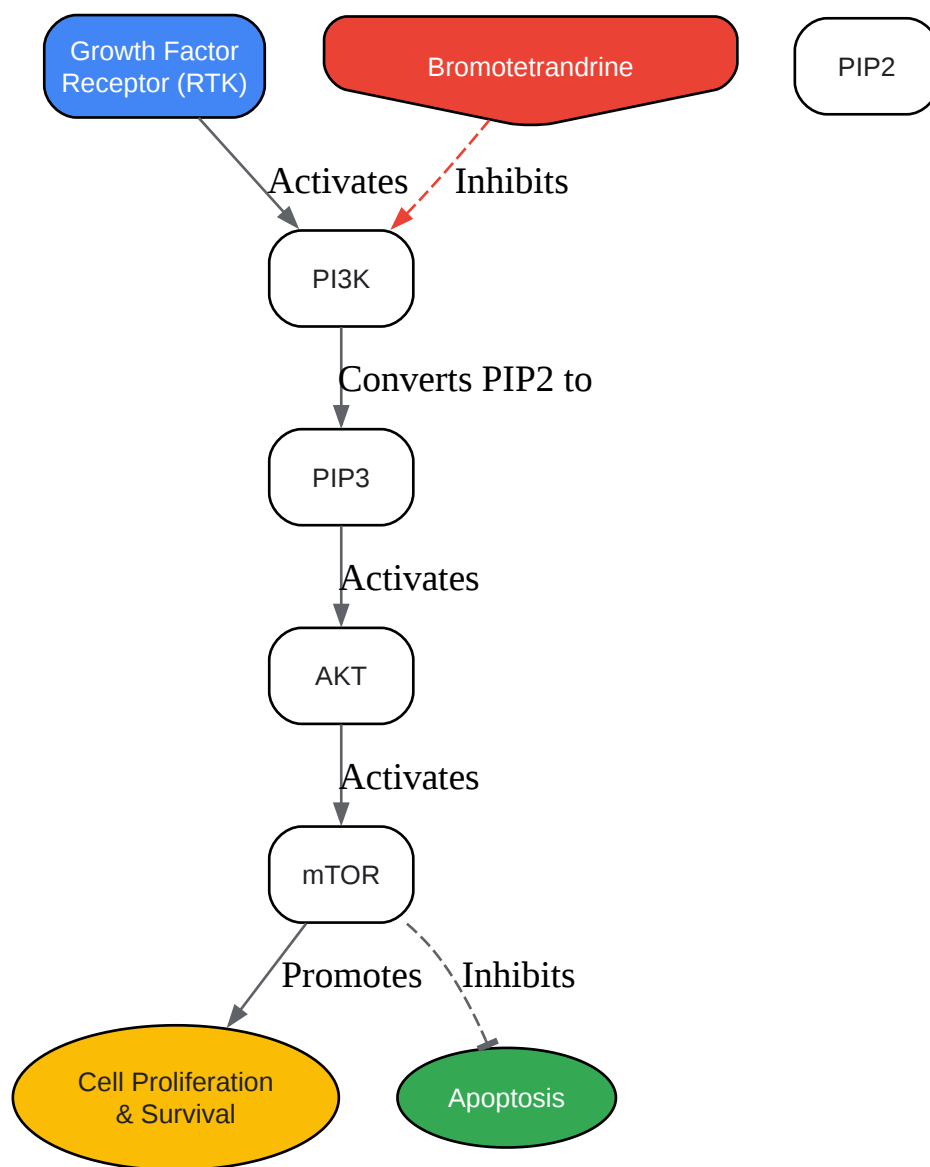 Growth Factor
Receptor (RTK)
Bromotetrandrine
PIP2
Activates
Inhibits
PI3K
Converts PIP2 to
PIP3
Activates
AKT
Activates
mTOR
Promotes
Inhibits
Cell Proliferation
& Survival
Apoptosis